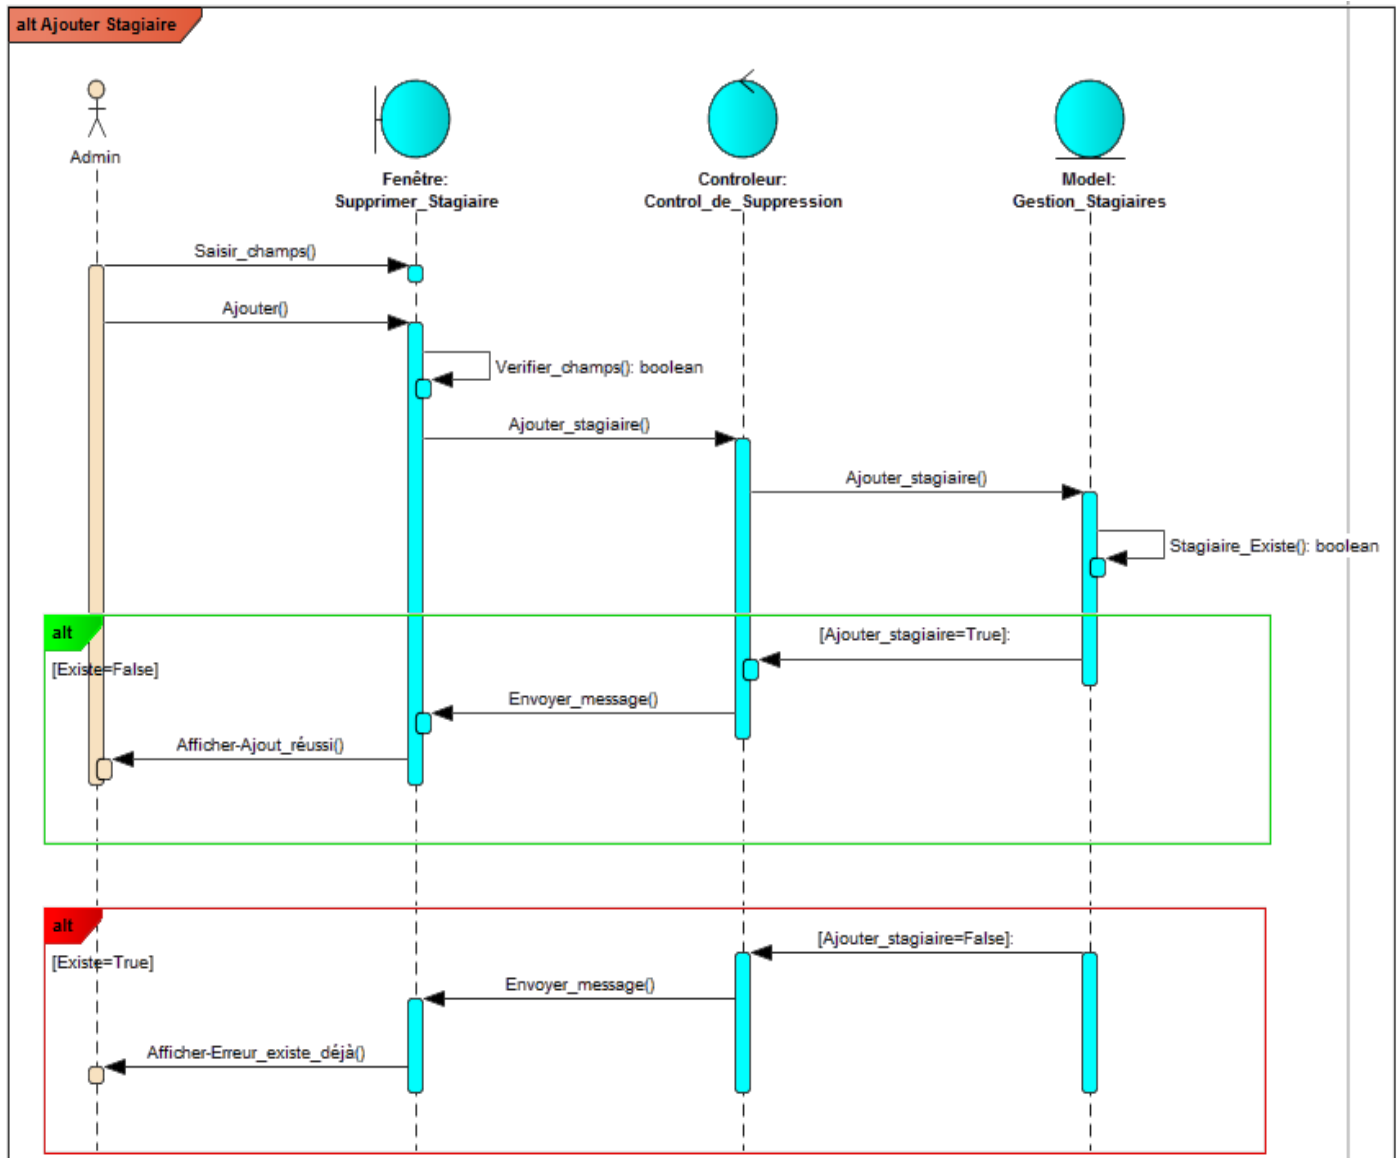 alt Ajouter Stagiaire
Admin
Fenêtre:
Supprimer_Stagiaire
Controleur:
Control_de_Suppression
Model:
Gestion_Stagiaires
Saisir_champs()
Ajouter()
Verifier_champs(): boolean
Ajouter_stagiaire()
Ajouter_stagiaire()
Stagiaire_Existe(): boolean
alt
[Ajouter_stagiaire=True]:
[Existe=False]
Envoyer_message()
Afficher-Ajout_réussi()
alt
[Ajouter_stagiaire=False]:
[Existe=True]
Envoyer_message()
Afficher-Erreur_existe_déjà()